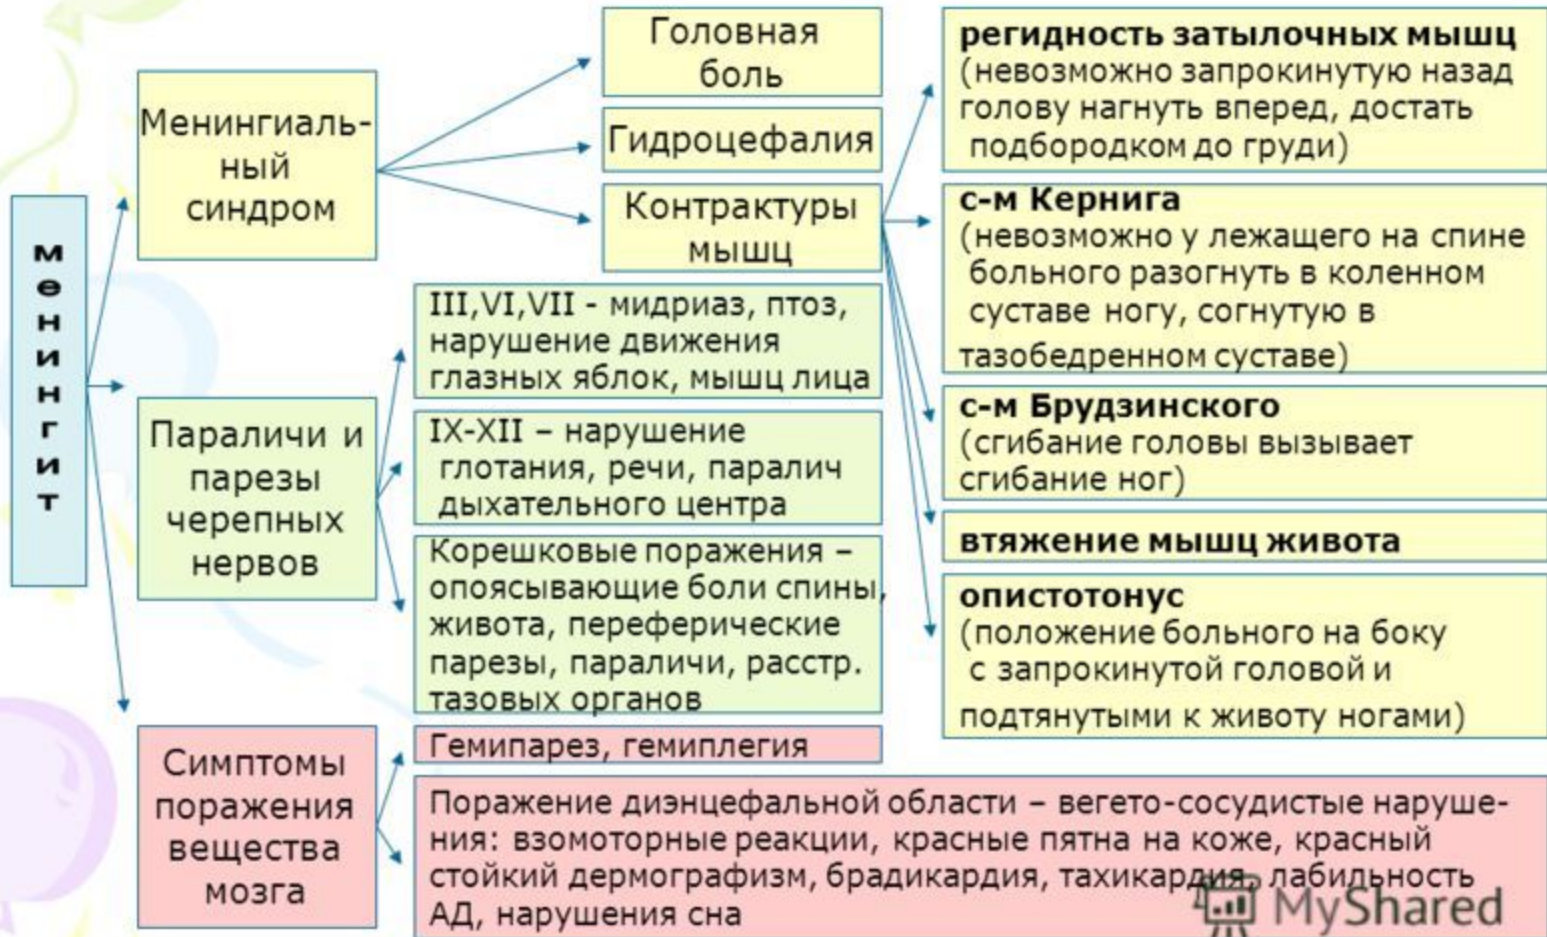 менингит
Менингиаль-
ный
синдром
Головная
боль
Гидроцефалия
Контрактуры
мышц
регидность затылочных мышц
(невозможно запрокинутую назад
голову нагнуть вперед, достать
подбородком до груди)
с-м Кернига
(невозможно у лежащего на спине
больного разогнуть в коленном
суставе ногу, согнутую в
тазобедренном суставе)
с-м Брудзинского
(сгибание головы вызывает
сгибание ног)
втяжение мышц живота
опистотонус
(положение больного на боку
с запрокинутой головой и
подтянутыми к животу ногами)
Параличи и
парезы
черепных
нервов
III,VI,VII - мидриаз, птоз,
нарушение движения
глазных яблок, мышц лица
IX-XII – нарушение
глотания, речи, паралич
дыхательного центра
Корешковые поражения –
опоясывающие боли спины,
живота, переферические
парезы, параличи, расстр.
тазовых органов
Симптомы
поражения
вещества
мозга
Гемипарез, гемиплегия
Поражение диэнцефальной области – вегето-сосудистые наруше-
ния: взомоторные реакции, красные пятна на коже, красный
стойкий дермографизм, брадикардия, тахикардия, лабильность
АД, нарушения сна
MyShared